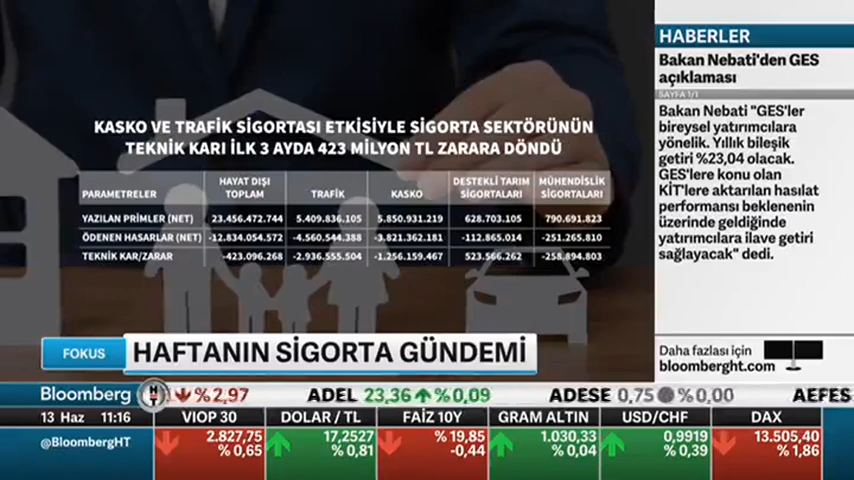 KASKO VE TRAFİK SİGORTASI ETKİSİYLE SİGORTA SEKTÖRÜNÜN
TEKNİK KARI İLK 3 AYDA 423 MİLYON TL ZARARA DÖNDÜ
PARAMETRELER HAYAT DIŞI TOPLAM TRAFİK KASKO DESTEKLİ TARIM SİGORTALARI MÜHENDİSLİK SİGORTALARI
YAZILAN PRİMLER (NET) 23.456.472.744 5.409.836.105 5.850.931.219 628.703.105 790.691.823
ÖDENEN HASARLAR (NET) -12.834.054.572 -4.560.544.388 -3.821.362.181 -112.865.014 -251.265.810
TEKNİK KAR/ZARAR -423.096.268 -2.936.555.504 -1.256.159.467 523.566.262 -258.894.803
HABERLER
Bakan Nebati'den GES
açıklaması
SAYFA 1/1
Bakan Nebati "GES'ler
bireysel yatırımcılara
yönelik. Yıllık bileşik
getiri %23,04 olacak.
GES'lere konu olan
KİT'lere aktarılan hasılat
performansı beklenenin
üzerinde geldiğinde
yatırımcılara ilave getiri
sağlayacak" dedi.
Daha fazlası için
bloomberght.com
FOKUS HAFTANIN SİGORTA GÜNDEMİ
Bloomberg HT %2,97 ADEL 23,36 %0,09 ADESE 0,75 %0,00 AEFES
13 Haz 11:16 VIOP 30 DOLAR / TL FAİZ 10Y GRAM ALTIN USD/CHF DAX
@BloombergHT 2.827,75 17,2527 %19,85 1.030,33 0,9919 13.505,40
% 0,65 % 0,81 -0,44 % 0,04 % 0,39 % 1,86